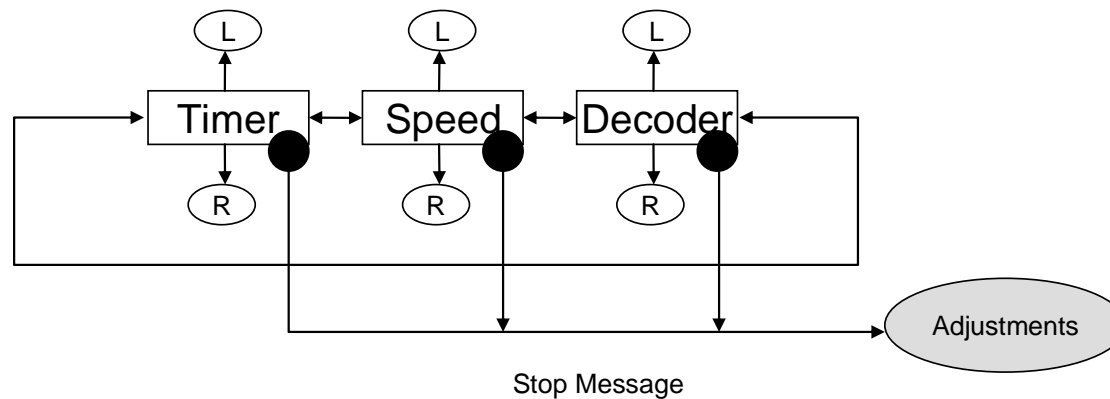 L L L
Timer Speed Decoder
R R R
Adjustments
Stop Message